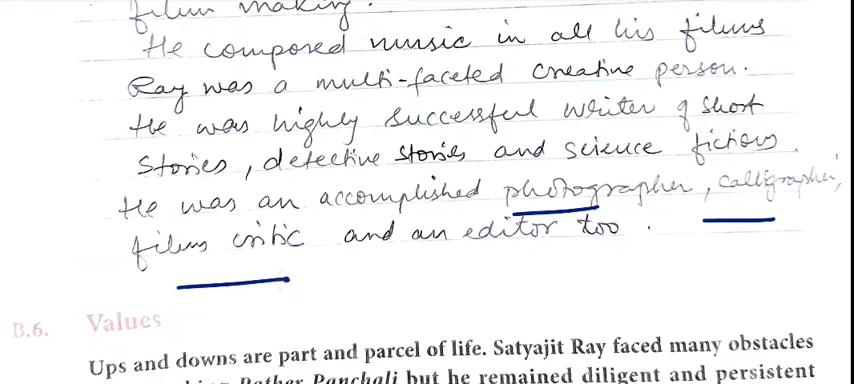 film making.
He composed music in all his films
Ray was a multi-faceted creative person.
He was highly successful writer of short
stories, detective stories and science fictions.
He was an accomplished photographer, calligrapher,
film critic and an editor too.
B.6. Values
Ups and downs are part and parcel of life. Satyajit Ray faced many obstacles
Pather Panchali but he remained diligent and persistent